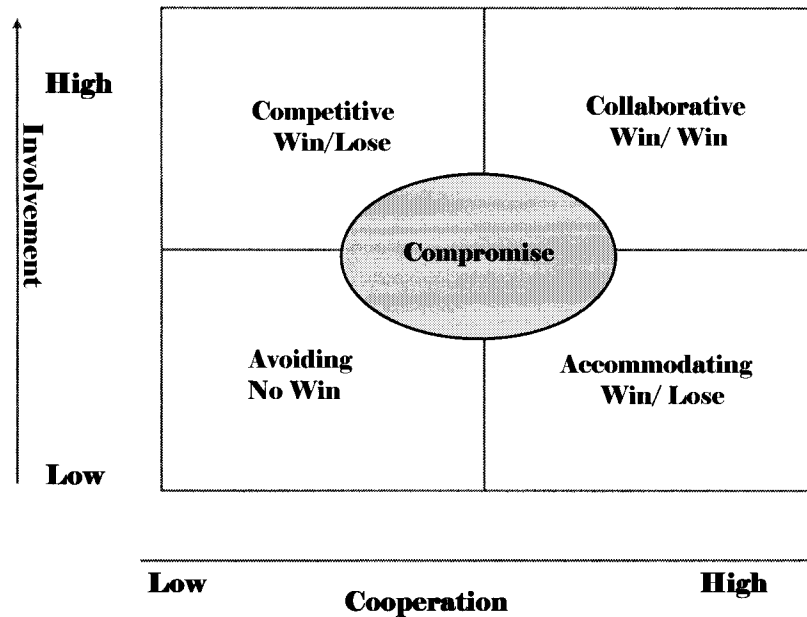 High
Involvement
Low
Competitive
Win/Lose
Collaborative
Win/ Win
Compromise
Avoiding
No Win
Accommodating
Win/ Lose
Low
High
Cooperation